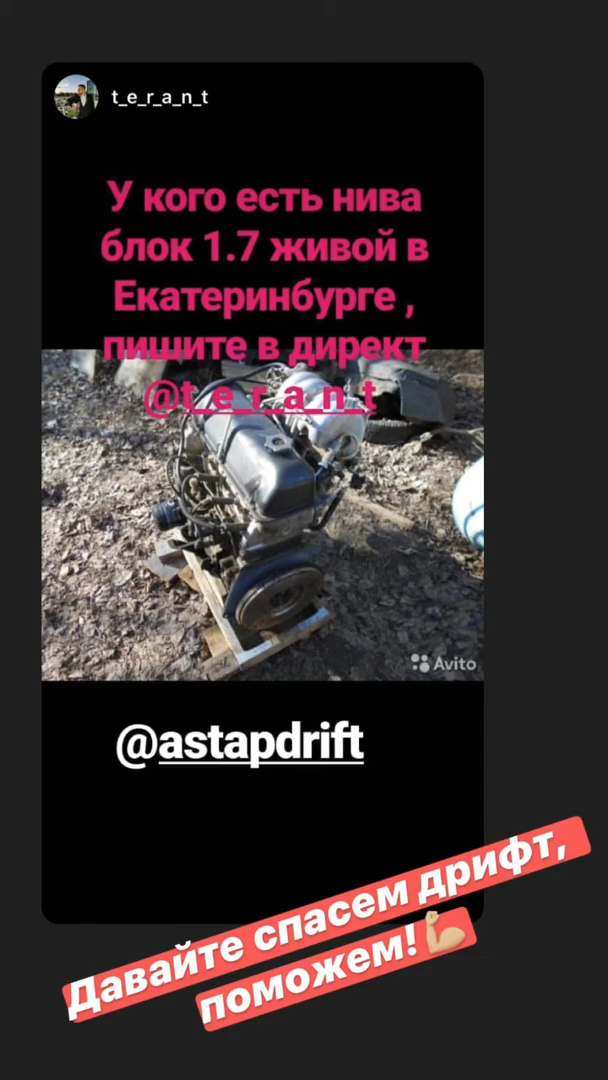 t_e_r_a_n_t
У кого есть нива
блок 1.7 живой в
Екатеринбурге ,
пишите в директ
@t_e_r_a_n_t
Avito
@astapdrift
Давайте спасем дрифт,
поможем!💪🏼